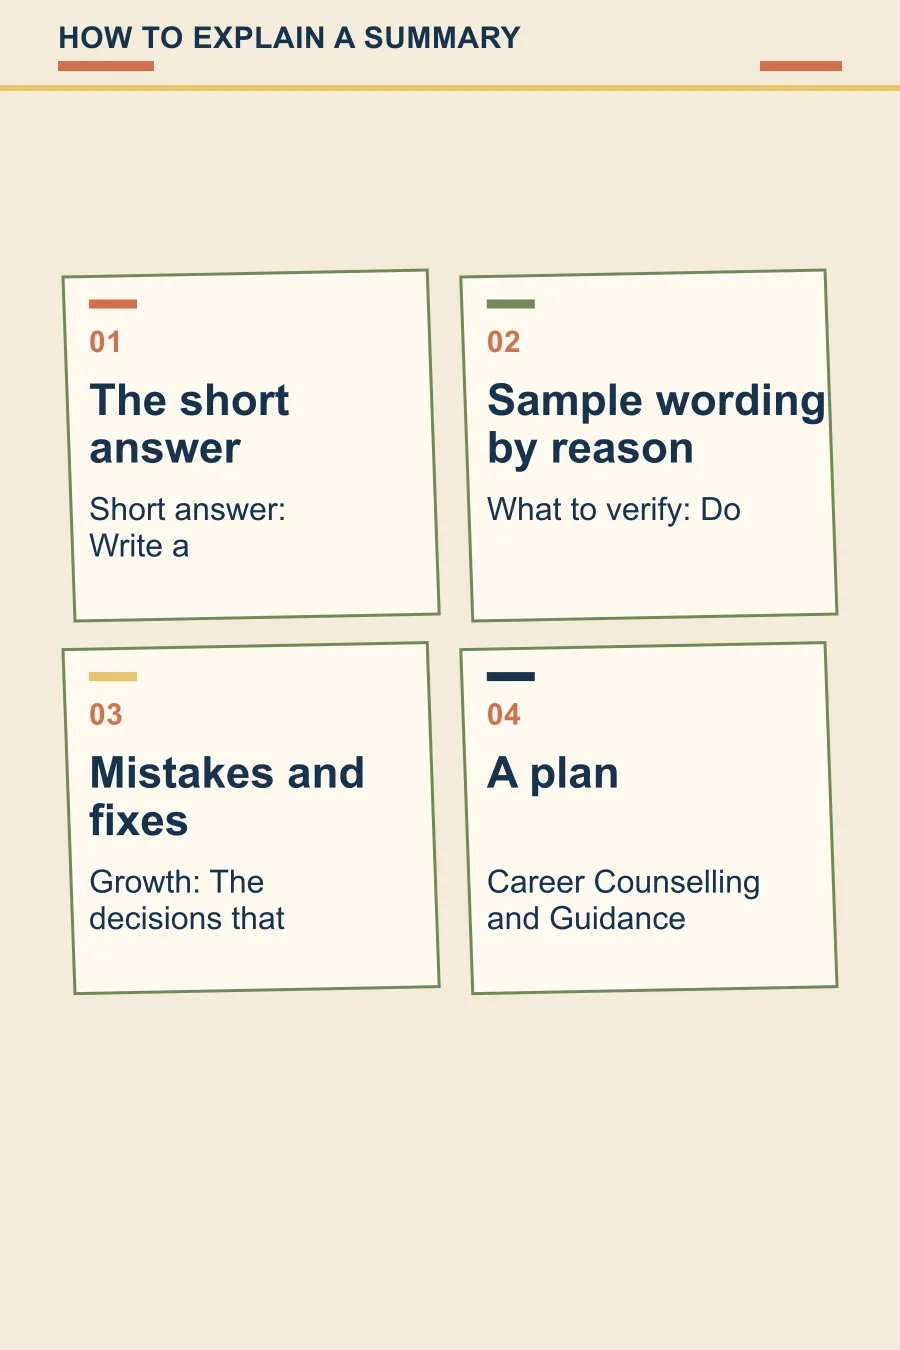 HOW TO EXPLAIN A SUMMARY
01
The short
answer
Short answer:
Write a
02
Sample wording
by reason
What to verify: Do
03
Mistakes and
fixes
Growth: The
decisions that
04
A plan
Career Counselling
and Guidance